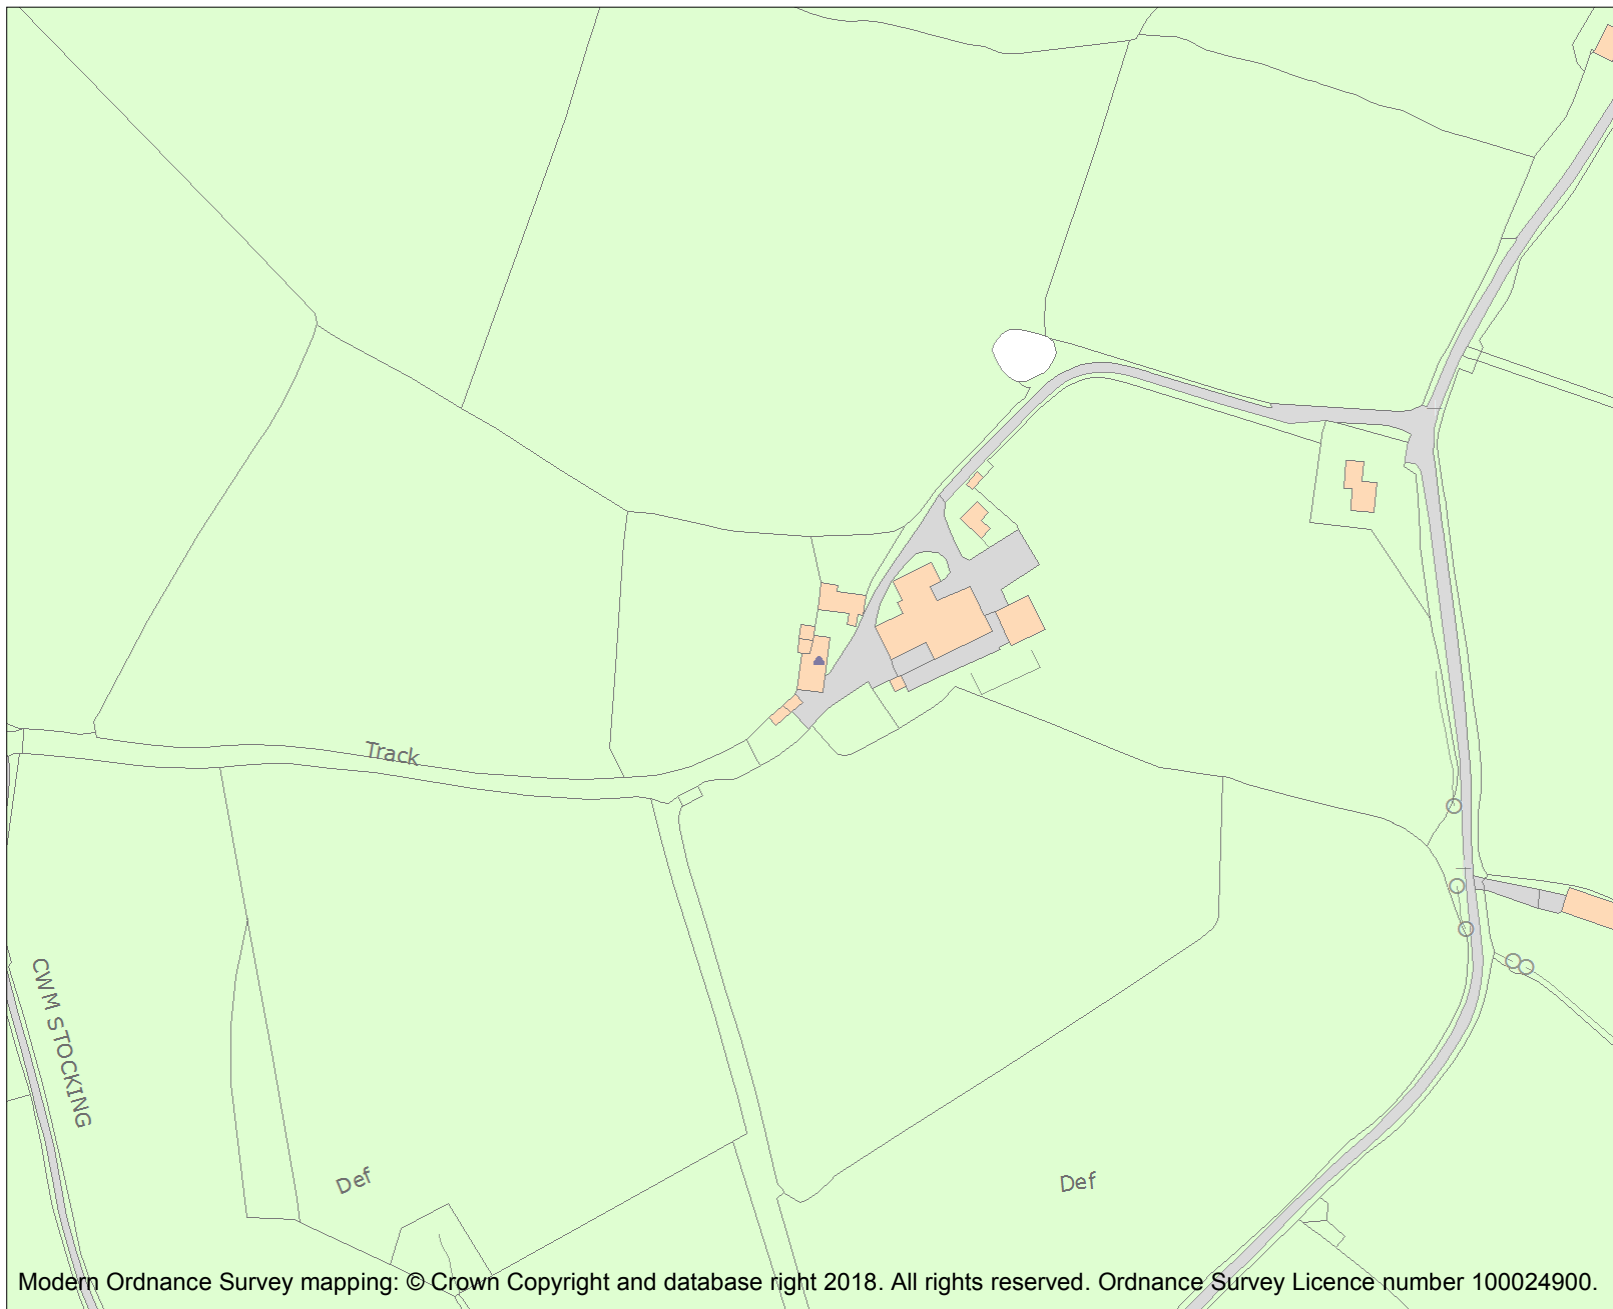 Track
CWM STOCKING
Def
Def
Modern Ordnance Survey mapping: © Crown Copyright and database right 2018. All rights reserved. Ordnance Survey Licence number 100024900.